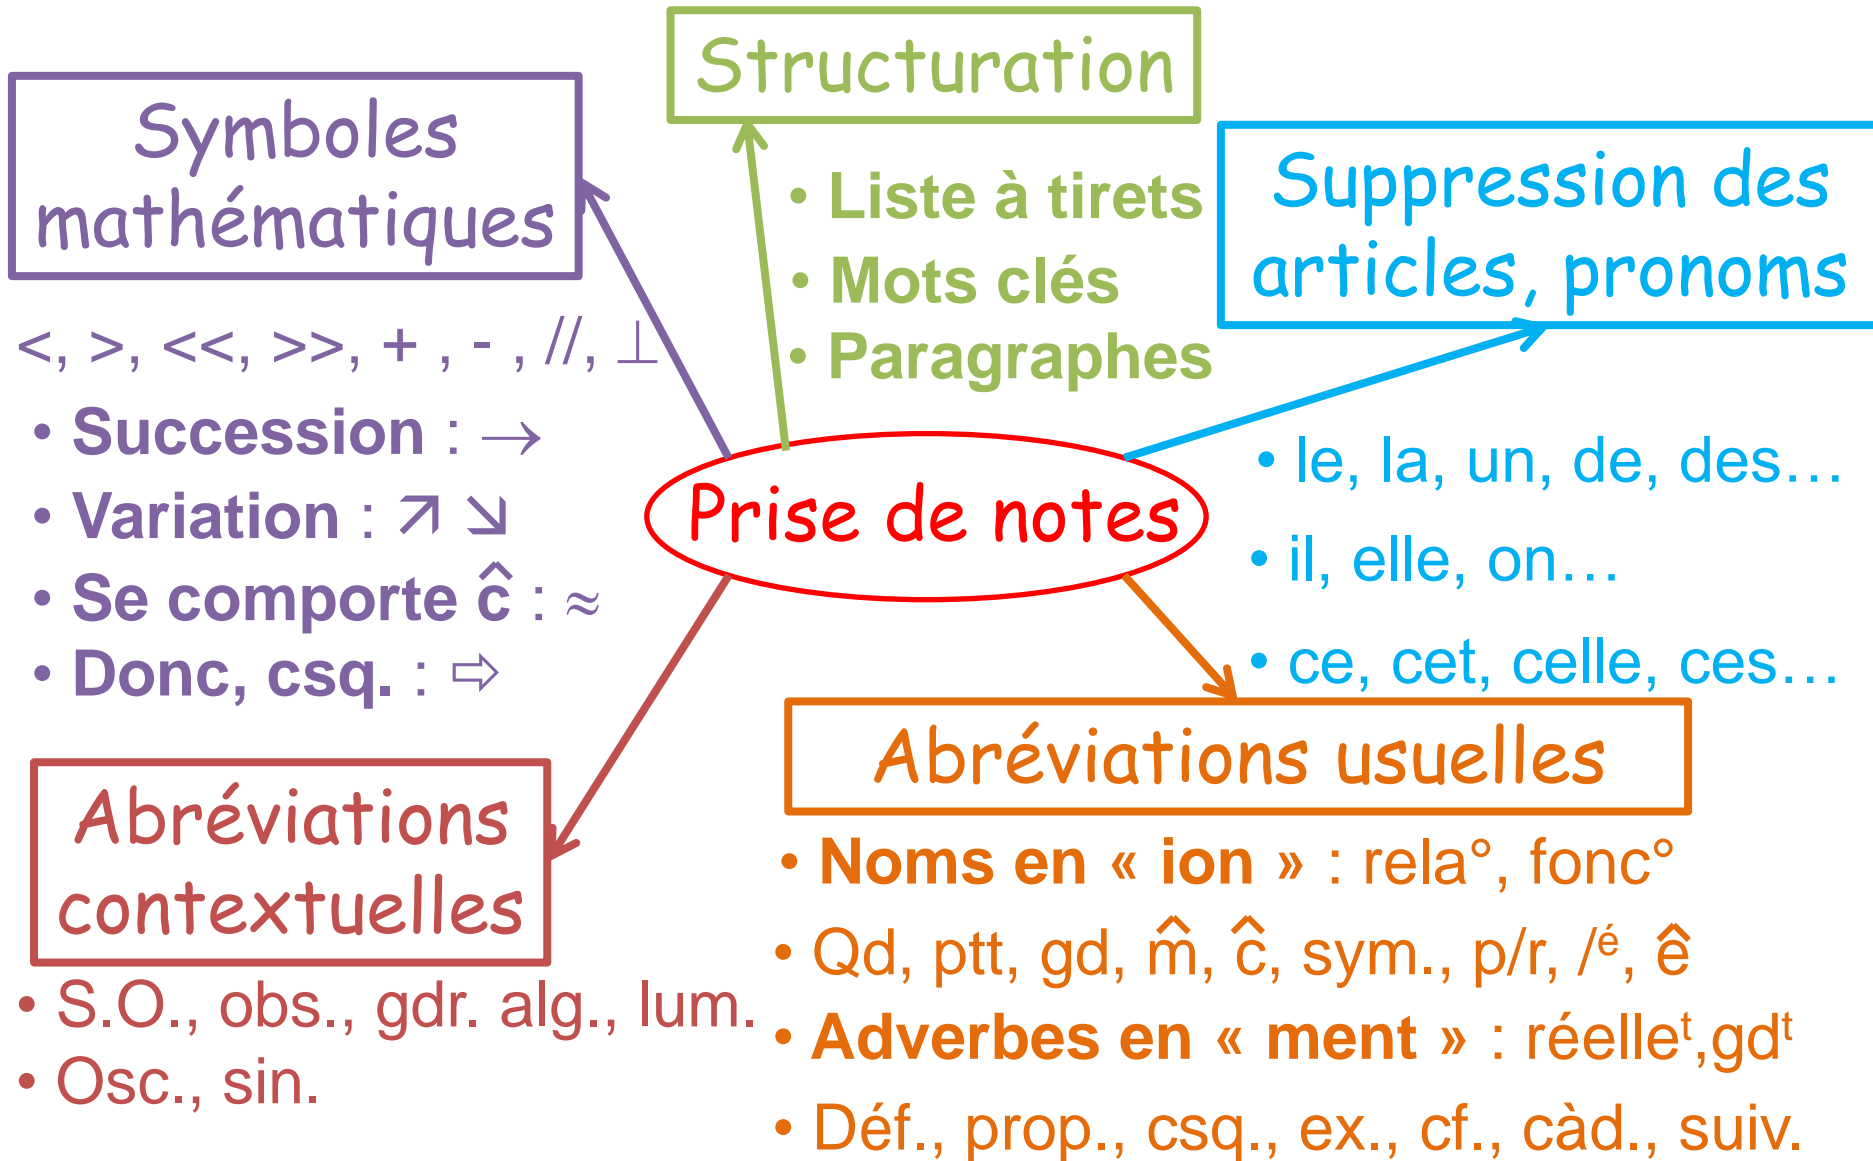 Structuration
• Liste à tirets
• Mots clés
• Paragraphes
Symboles
mathématiques
<, >, <<, >>, + , - , //, ⊥
• Succession : →
• Variation : ↗ ↘
• Se comporte ĉ : ≈
• Donc, csq. : ⇨
Suppression des
articles, pronoms
• le, la, un, de, des…
• il, elle, on…
• ce, cet, celle, ces…
Prise de notes
Abréviations
contextuelles
• S.O., obs., gdr. alg., lum.
• Osc., sin.
Abréviations usuelles
• Noms en « ion » : rela°, fonc°
• Qd, ptt, gd, m̂, ĉ, sym., p/r, /ᵉ́, ê
• Adverbes en « ment » : réelleᵗ,gdᵗ
• Déf., prop., csq., ex., cf., càd., suiv.